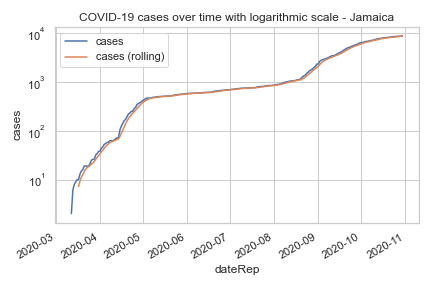 COVID-19 cases over time with logarithmic scale - Jamaica
cases
cases (rolling)
10⁴
10³
10²
10¹
cases
2020-03
2020-04
2020-05
2020-06
2020-07
2020-08
2020-09
2020-10
2020-11
dateRep